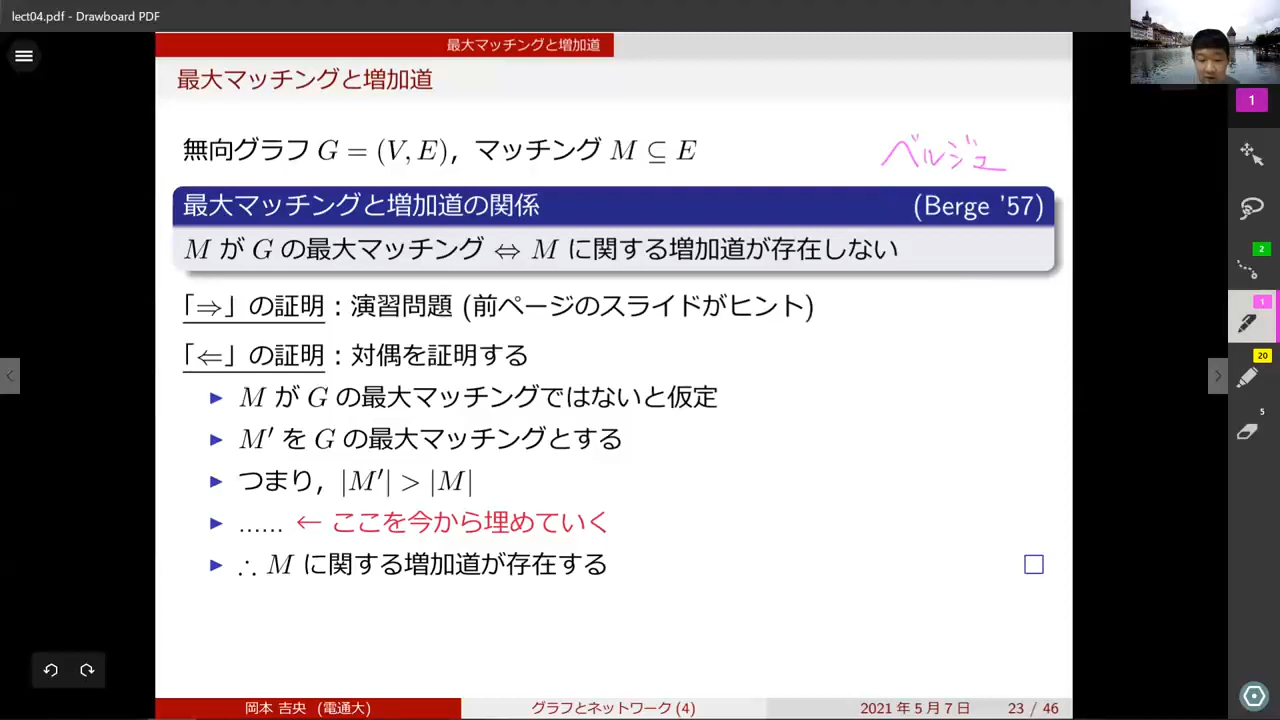 lect04.pdf - Drawboard PDF
最大マッチングと増加道
最大マッチングと増加道
無向グラフ G = (V, E)，マッチング M ⊆ E
ベルジュ
最大マッチングと増加道の関係 (Berge '57)
M が G の最大マッチング ⇔ M に関する増加道が存在しない
「⇒」の証明：演習問題 (前ページのスライドがヒント)
「⇐」の証明：対偶を証明する
▶ M が G の最大マッチングではないと仮定
▶ M′ を G の最大マッチングとする
▶ つまり，|M′| > |M|
▶ …… ← ここを今から埋めていく
▶ ∴ M に関する増加道が存在する □
岡本 吉央 (電通大) グラフとネットワーク (4) 2021 年 5 月 7 日 23 / 46
1
2
1
20
5